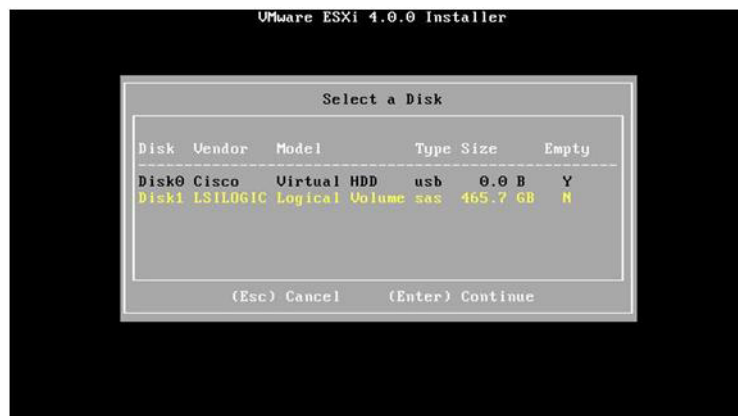 VMware ESXi 4.0.0 Installer
Select a Disk
Disk Vendor Model Type Size Empty
Disk0 Cisco Virtual HDD usb 0.0 B Y
Disk1 LSILOGIC Logical Volume sas 465.7 GB N
(Esc) Cancel (Enter) Continue